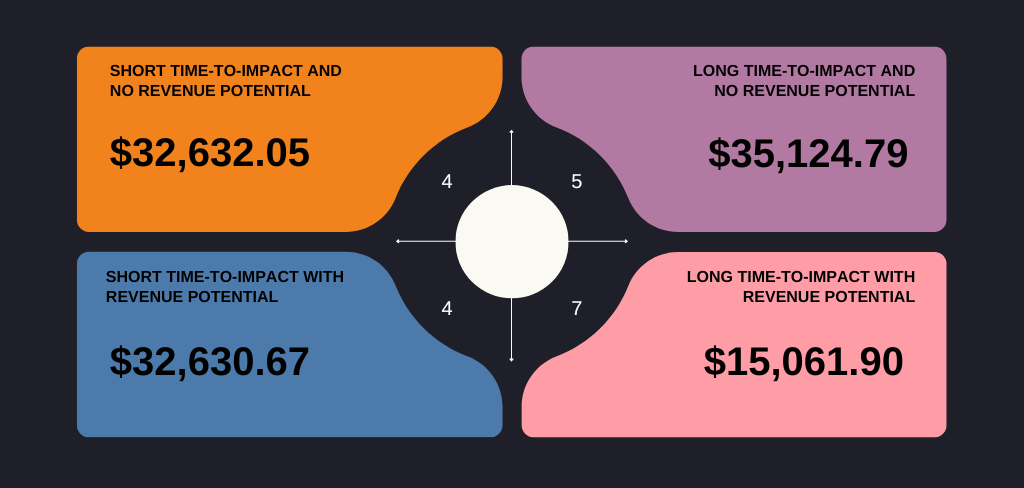 SHORT TIME-TO-IMPACT AND
NO REVENUE POTENTIAL
$32,632.05
LONG TIME-TO-IMPACT AND
NO REVENUE POTENTIAL
$35,124.79
4
5
SHORT TIME-TO-IMPACT WITH
REVENUE POTENTIAL
$32,630.67
LONG TIME-TO-IMPACT WITH
REVENUE POTENTIAL
$15,061.90
4
7